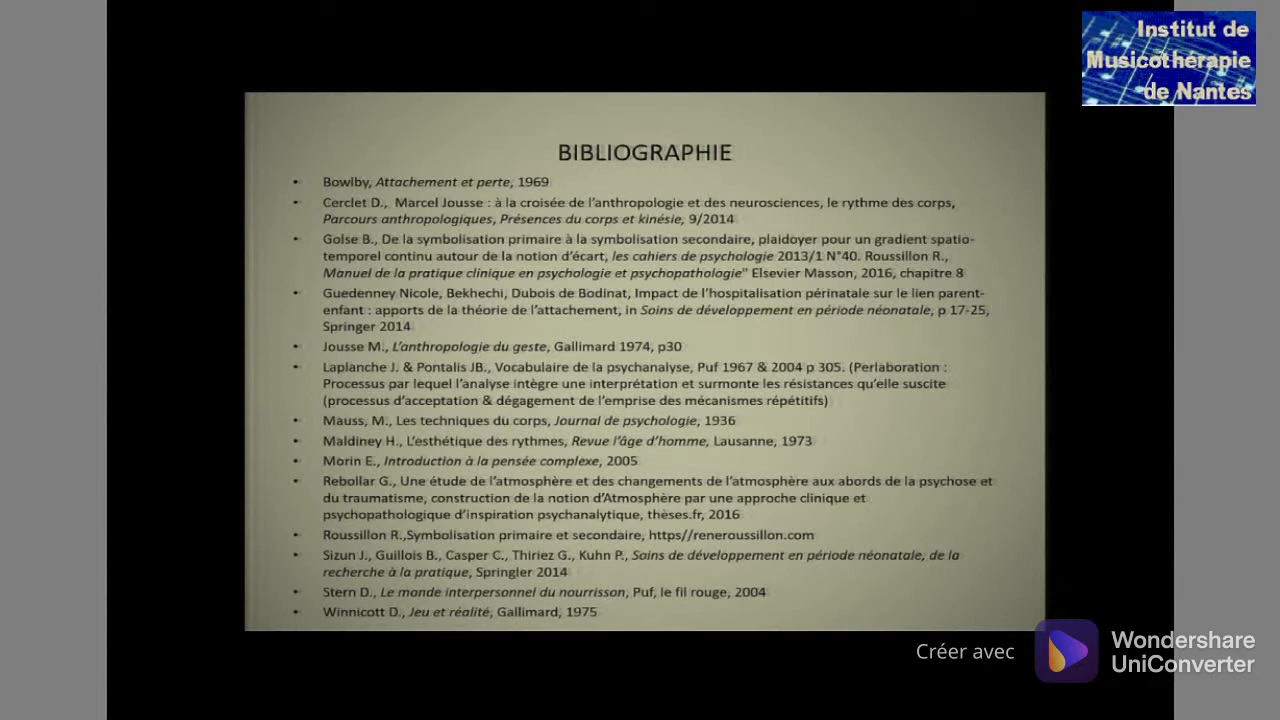 Institut de
Musicothérapie
de Nantes
BIBLIOGRAPHIE
• Bowlby, Attachement et perte, 1969
• Cerclet D., Marcel Jousse : à la croisée de l'anthropologie et des neurosciences, le rythme des corps,
Parcours anthropologiques, Présences du corps et kinésie, 9/2014
• Golse B., De la symbolisation primaire à la symbolisation secondaire, plaidoyer pour un gradient spatio-
temporel continu autour de la notion d'écart, les cahiers de psychologie 2013/1 N°40. Roussillon R.,
Manuel de la pratique clinique en psychologie et psychopathologie" Elsevier Masson, 2016, chapitre 8
• Guedenney Nicole, Bekhechi, Dubois de Bodinat, Impact de l'hospitalisation périnatale sur le lien parent-
enfant : apports de la théorie de l'attachement, in Soins de développement en période néonatale, p 17-25,
Springer 2014
• Jousse M., L'anthropologie du geste, Gallimard 1974, p30
• Laplanche J. & Pontalis JB., Vocabulaire de la psychanalyse, Puf 1967 & 2004 p 305. (Perlaboration :
Processus par lequel l'analyse intègre une interprétation et surmonte les résistances qu'elle suscite
(processus d'acceptation & dégagement de l'emprise des mécanismes répétitifs)
• Mauss, M., Les techniques du corps, Journal de psychologie, 1936
• Maldiney H., L'esthétique des rythmes, Revue l'âge d'homme, Lausanne, 1973
• Morin E., Introduction à la pensée complexe, 2005
• Rebollar G., Une étude de l'atmosphère et des changements de l'atmosphère aux abords de la psychose et
du traumatisme, construction de la notion d'Atmosphère par une approche clinique et
psychopathologique d'inspiration psychanalytique, thèses.fr, 2016
• Roussillon R.,Symbolisation primaire et secondaire, https//reneroussillon.com
• Sizun J., Guillois B., Casper C., Thiriez G., Kuhn P., Soins de développement en période néonatale, de la
recherche à la pratique, Springler 2014
• Stern D., Le monde interpersonnel du nourrisson, Puf, le fil rouge, 2004
• Winnicott D., Jeu et réalité, Gallimard, 1975
Créer avec
Wondershare
UniConverter